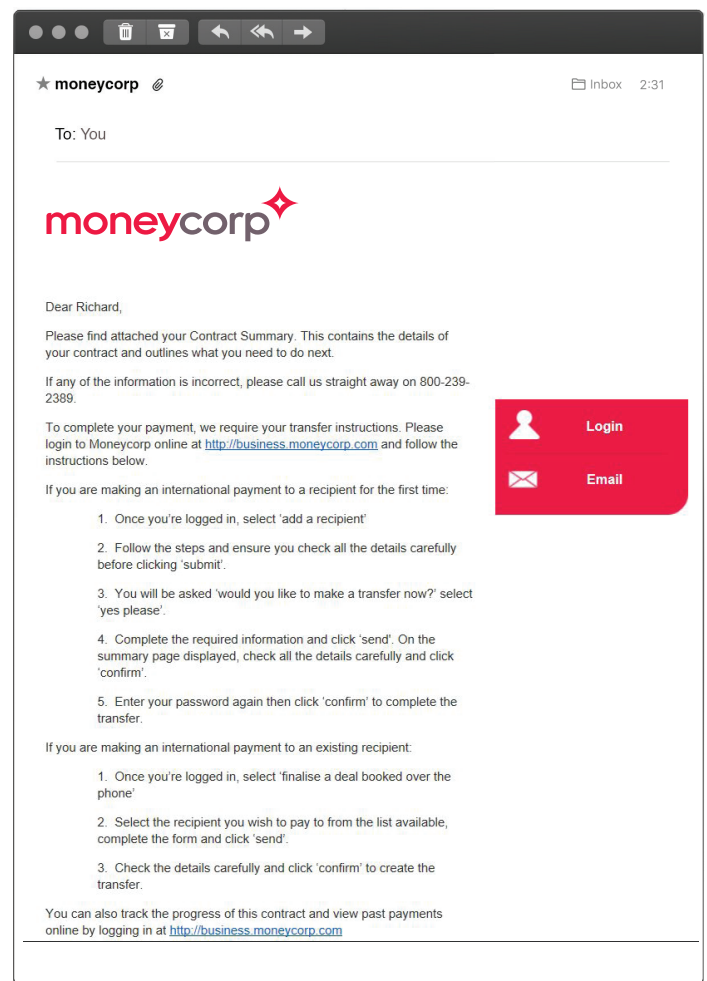 moneycorp
Inbox 2:31
To: You
moneycorp
Dear Richard,
Please find attached your Contract Summary. This contains the details of
your contract and outlines what you need to do next.
If any of the information is incorrect, please call us straight away on 800-239-
2389.
To complete your payment, we require your transfer instructions. Please
login to Moneycorp online at http://business.moneycorp.com and follow the
instructions below.
If you are making an international payment to a recipient for the first time:
1. Once you're logged in, select 'add a recipient'
2. Follow the steps and ensure you check all the details carefully
before clicking 'submit'.
3. You will be asked 'would you like to make a transfer now?' select
'yes please'.
4. Complete the required information and click 'send'. On the
summary page displayed, check all the details carefully and click
'confirm'.
5. Enter your password again then click 'confirm' to complete the
transfer.
If you are making an international payment to an existing recipient:
1. Once you're logged in, select 'finalise a deal booked over the
phone'
2. Select the recipient you wish to pay to from the list available,
complete the form and click 'send'.
3. Check the details carefully and click 'confirm' to create the
transfer.
You can also track the progress of this contract and view past payments
online by logging in at http://business.moneycorp.com
Login
Email